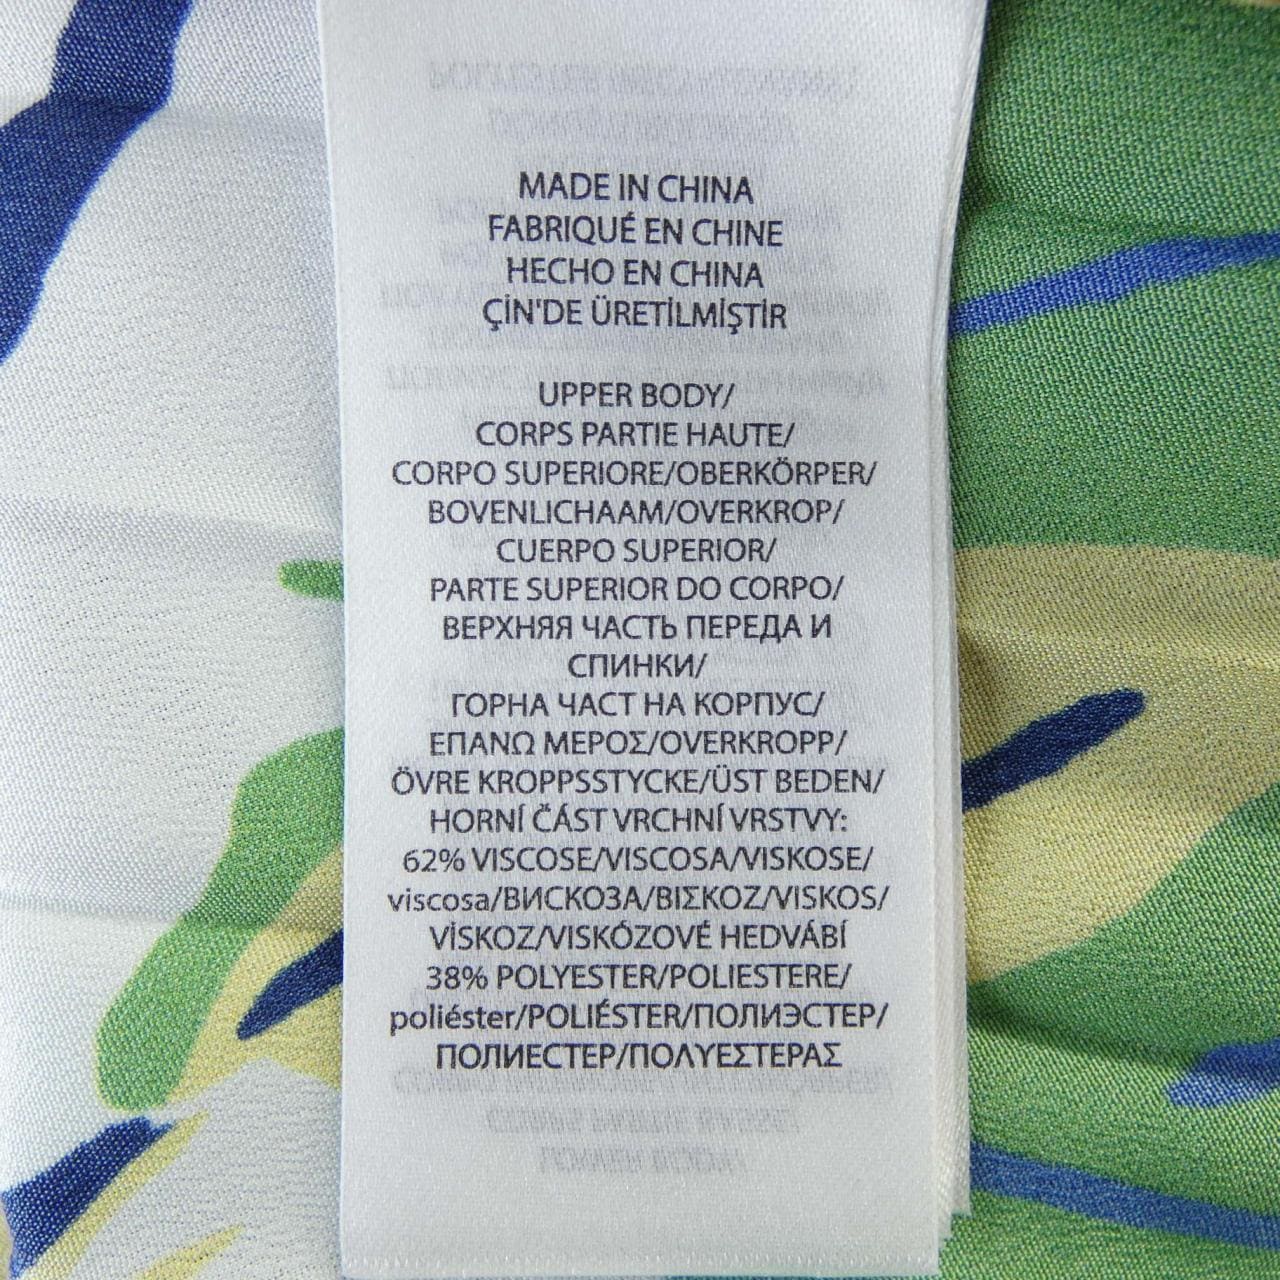 MADE IN CHINA
FABRIQUÉ EN CHINE
HECHO EN CHINA
ÇİN'DE ÜRETİLMİŞTİR
UPPER BODY/
CORPS PARTIE HAUTE/
CORPO SUPERIORE/OBERKÖRPER/
BOVENLICHAAM/OVERKROP/
CUERPO SUPERIOR/
PARTE SUPERIOR DO CORPO/
ВЕРХНЯЯ ЧАСТЬ ПЕРЕДА И
СПИНКИ/
ГОРНА ЧАСТ НА КОРПУС/
ΕΠΑΝΩ ΜΕΡΟΣ/OVERKROPP/
ÖVRE KROPPSSTYCKE/ÜST BEDEN/
HORNÍ ČÁST VRCHNÍ VRSTVY:
62% VISCOSE/VISCOSA/VISKOSE/
viscosa/ВИСКОЗА/ΒΙΣΚΟΖ/VISKOS/
VİSKOZ/VISKÓZOVÉ HEDVÁBÍ
38% POLYESTER/POLIESTERE/
poliéster/POLIÉSTER/ПОЛИЭСТЕР/
ПОЛИЕСТЕР/ΠΟΛΥΕΣΤΕΡΑΣ